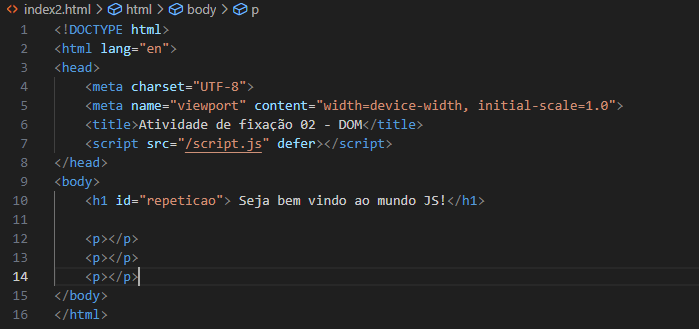 index2.html > html > body > p
1 <!DOCTYPE html>
2 <html lang="en">
3 <head>
4     <meta charset="UTF-8">
5     <meta name="viewport" content="width=device-width, initial-scale=1.0">
6     <title>Atividade de fixação 02 - DOM</title>
7     <script src="/script.js" defer></script>
8 </head>
9 <body>
10     <h1 id="repeticao"> Seja bem vindo ao mundo JS!</h1>
11
12     <p></p>
13     <p></p>
14     <p></p>
15 </body>
16 </html>